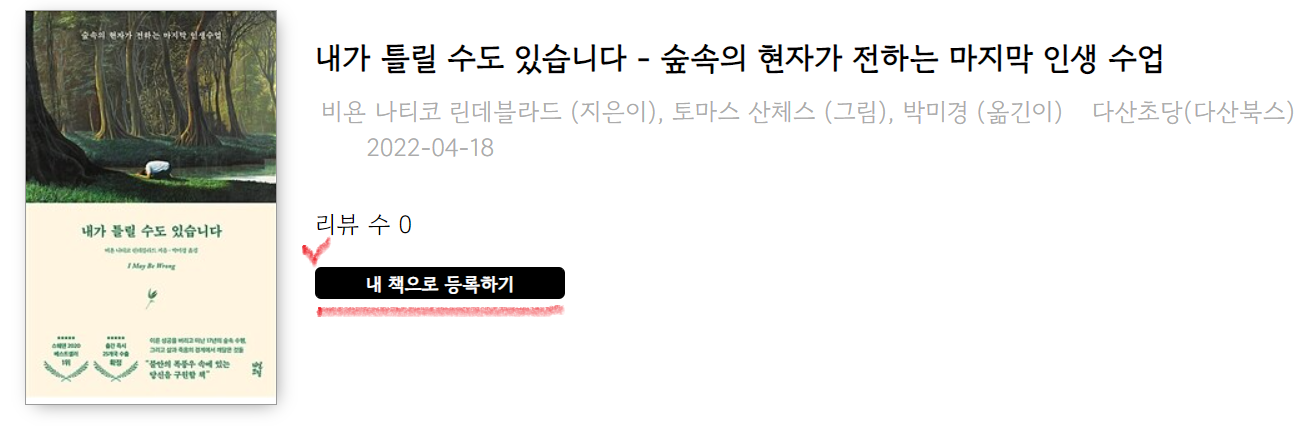 숲속의 현자가 전하는 마지막 인생수업
내가 틀릴 수도 있습니다
비욘 나티코 린데블라드 지음 · 박미경 옮김
I May Be Wrong
스웨덴 2020
베스트셀러
1위
출간 즉시
25개국 수출
확정
이른 성공을 버리고 떠난 17년의 숲속 수행,
그리고 삶과 죽음의 경계에서 깨달은 것들
"불안의 폭풍우 속에 있는
당신을 구원할 책"
다산
초당
내가 틀릴 수도 있습니다 - 숲속의 현자가 전하는 마지막 인생 수업
비욘 나티코 린데블라드 (지은이), 토마스 산체스 (그림), 박미경 (옮긴이) 다산초당(다산북스)
2022-04-18
리뷰 수 0
내 책으로 등록하기